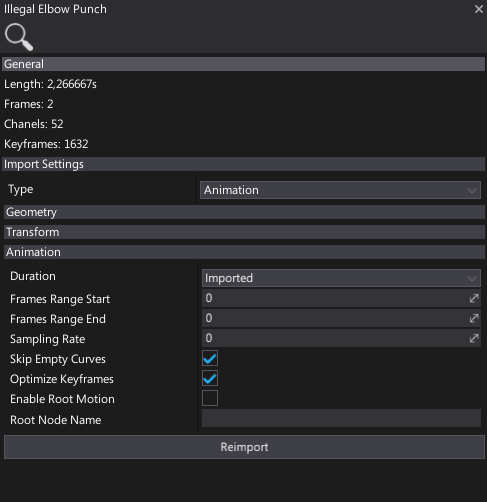 Illegal Elbow Punch
General
Length: 2,266667s
Frames: 2
Chanels: 52
Keyframes: 1632
Import Settings
Type Animation
Geometry
Transform
Animation
Duration Imported
Frames Range Start 0
Frames Range End 0
Sampling Rate 0
Skip Empty Curves
Optimize Keyframes
Enable Root Motion
Root Node Name
Reimport